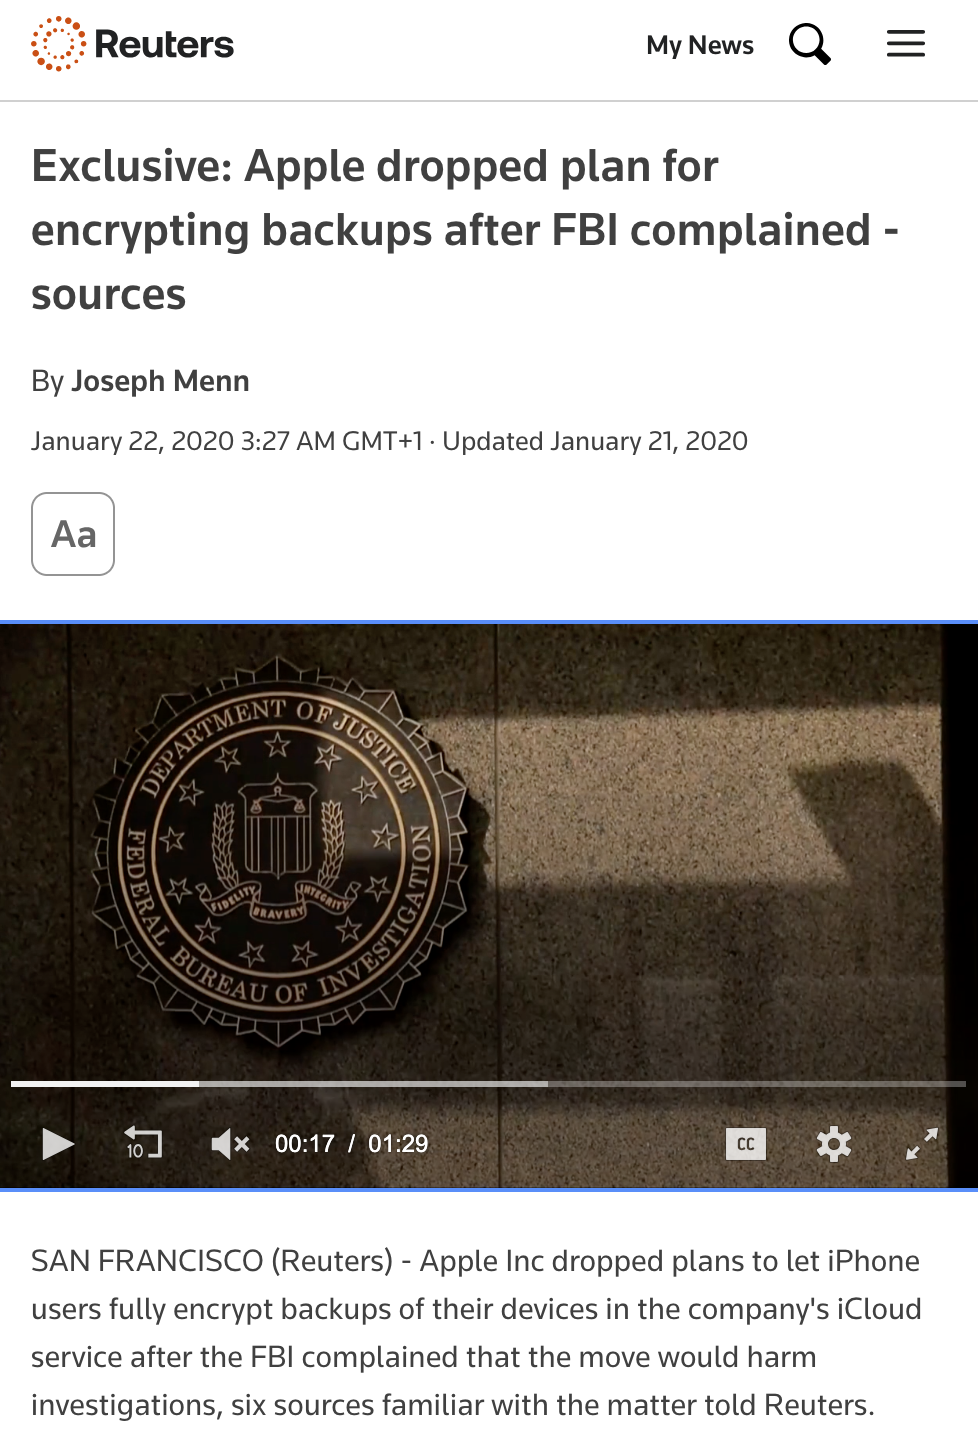 Reuters
My News
Exclusive: Apple dropped plan for
encrypting backups after FBI complained -
sources
By Joseph Menn
January 22, 2020 3:27 AM GMT+1 · Updated January 21, 2020
Aa
DEPARTMENT OF JUSTICE
FIDELITY
BRAVERY
INTEGRITY
FEDERAL BUREAU OF INVESTIGATION
10
00:17 / 01:29
CC
SAN FRANCISCO (Reuters) - Apple Inc dropped plans to let iPhone
users fully encrypt backups of their devices in the company's iCloud
service after the FBI complained that the move would harm
investigations, six sources familiar with the matter told Reuters.